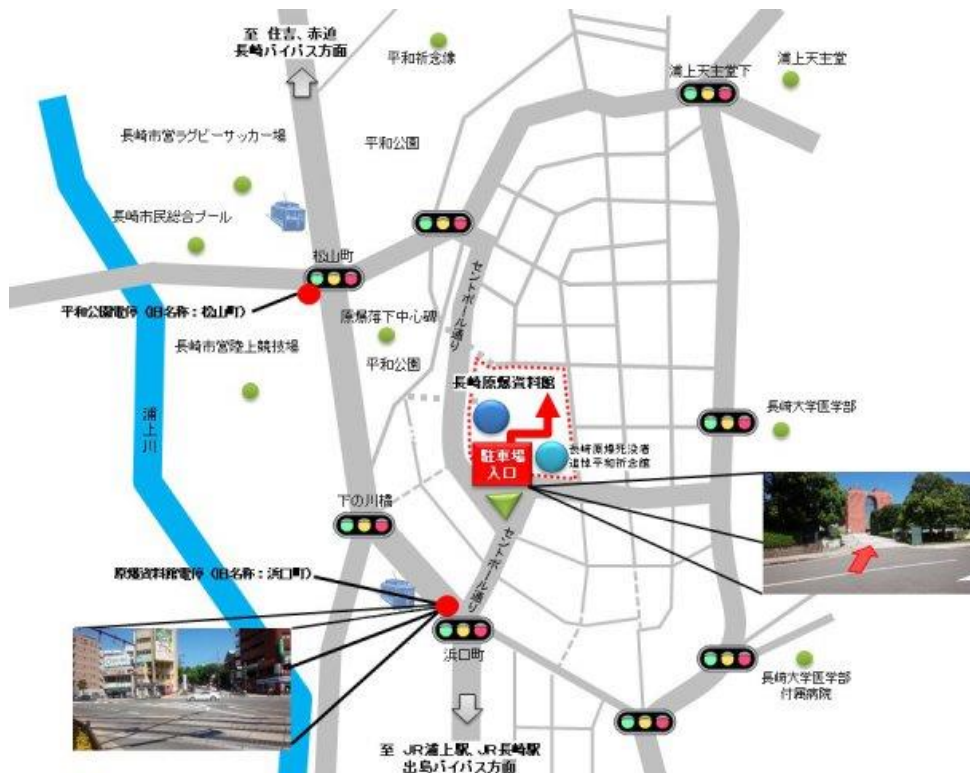 至 住吉、赤迫
長崎バイパス方面
平和祈念像
浦上天主堂下
浦上天主堂
長崎市営ラグビーサッカー場
平和公園
長崎市民総合プール
松山町
セントポール通り
平和公園電停（旧名称：松山町）
原爆落下中心碑
長崎市営陸上競技場
平和公園
長崎原爆資料館
浦上川
長崎大学医学部
駐車場
入口
長崎原爆死没者
追悼平和祈念館
下の川橋
セントポール通り
原爆資料館電停（旧名称：浜口町）
浜口町
長崎大学医学部
付属病院
至 JR浦上駅、JR長崎駅
出島バイパス方面